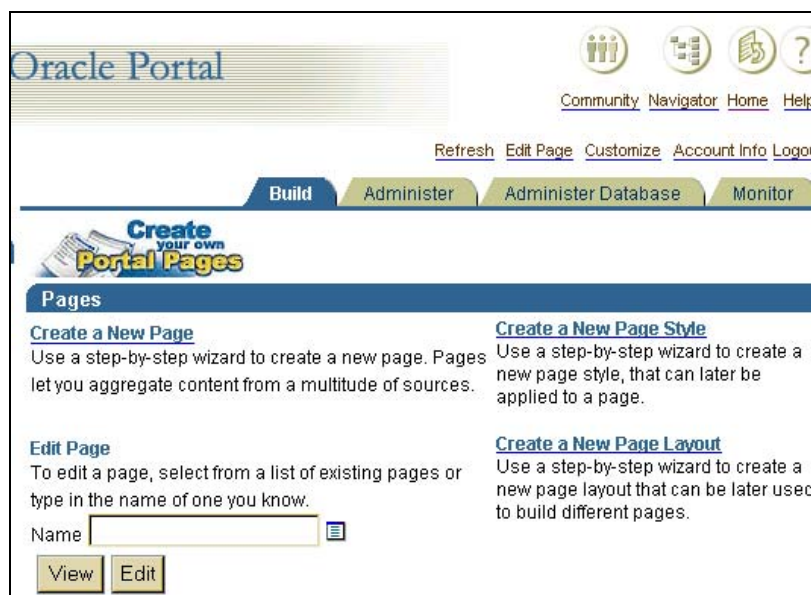 Oracle Portal
?
Community Navigator Home Help
Refresh Edit Page Customize Account Info Logou
Build Administer Administer Database Monitor
Create
your own
Portal Pages
Pages
Create a New Page
Use a step-by-step wizard to create a new page. Pages
let you aggregate content from a multitude of sources.
Create a New Page Style
Use a step-by-step wizard to create a
new page style, that can later be
applied to a page.
Edit Page
To edit a page, select from a list of existing pages or
type in the name of one you know.
Name
View Edit
Create a New Page Layout
Use a step-by-step wizard to create a
new page layout that can be later used
to build different pages.